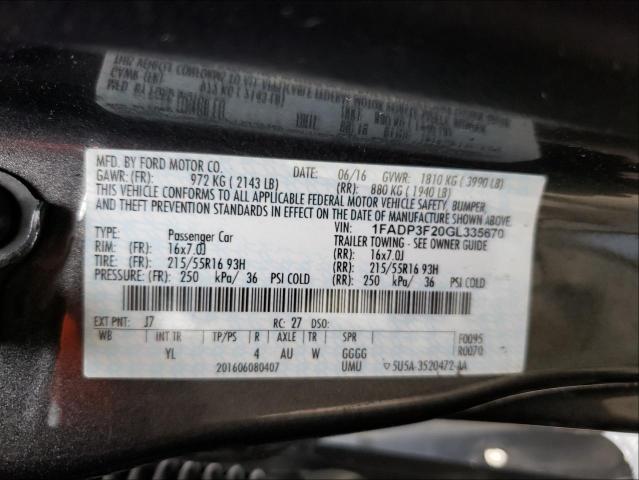 MFD. BY FORD MOTOR CO.
DATE: 06/16 GVWR: 1810 KG ( 3990 LB)
GAWR: (FR): 972 KG ( 2143 LB) (RR): 880 KG ( 1940 LB)
THIS VEHICLE CONFORMS TO ALL APPLICABLE FEDERAL MOTOR VEHICLE SAFETY, BUMPER,
AND THEFT PREVENTION STANDARDS IN EFFECT ON THE DATE OF MANUFACTURE SHOWN ABOVE.
VIN: 1FADP3F20GL335670
TYPE: Passenger Car TRAILER TOWING - SEE OWNER GUIDE
RIM: (FR): 16x7.0J (RR): 16x7.0J
TIRE: (FR): 215/55R16 93H (RR): 215/55R16 93H
PRESSURE: (FR): 250 kPa/ 36 PSI COLD (RR): 250 kPa/ 36 PSI COLD
EXT PNT: J7 RC: 27 DSO:
WB INT TR TP/PS R AXLE TR SPR F0095
YL 4 AU W GGGG R0070
201606080407 UMU ▽5U5A-3520472-AA